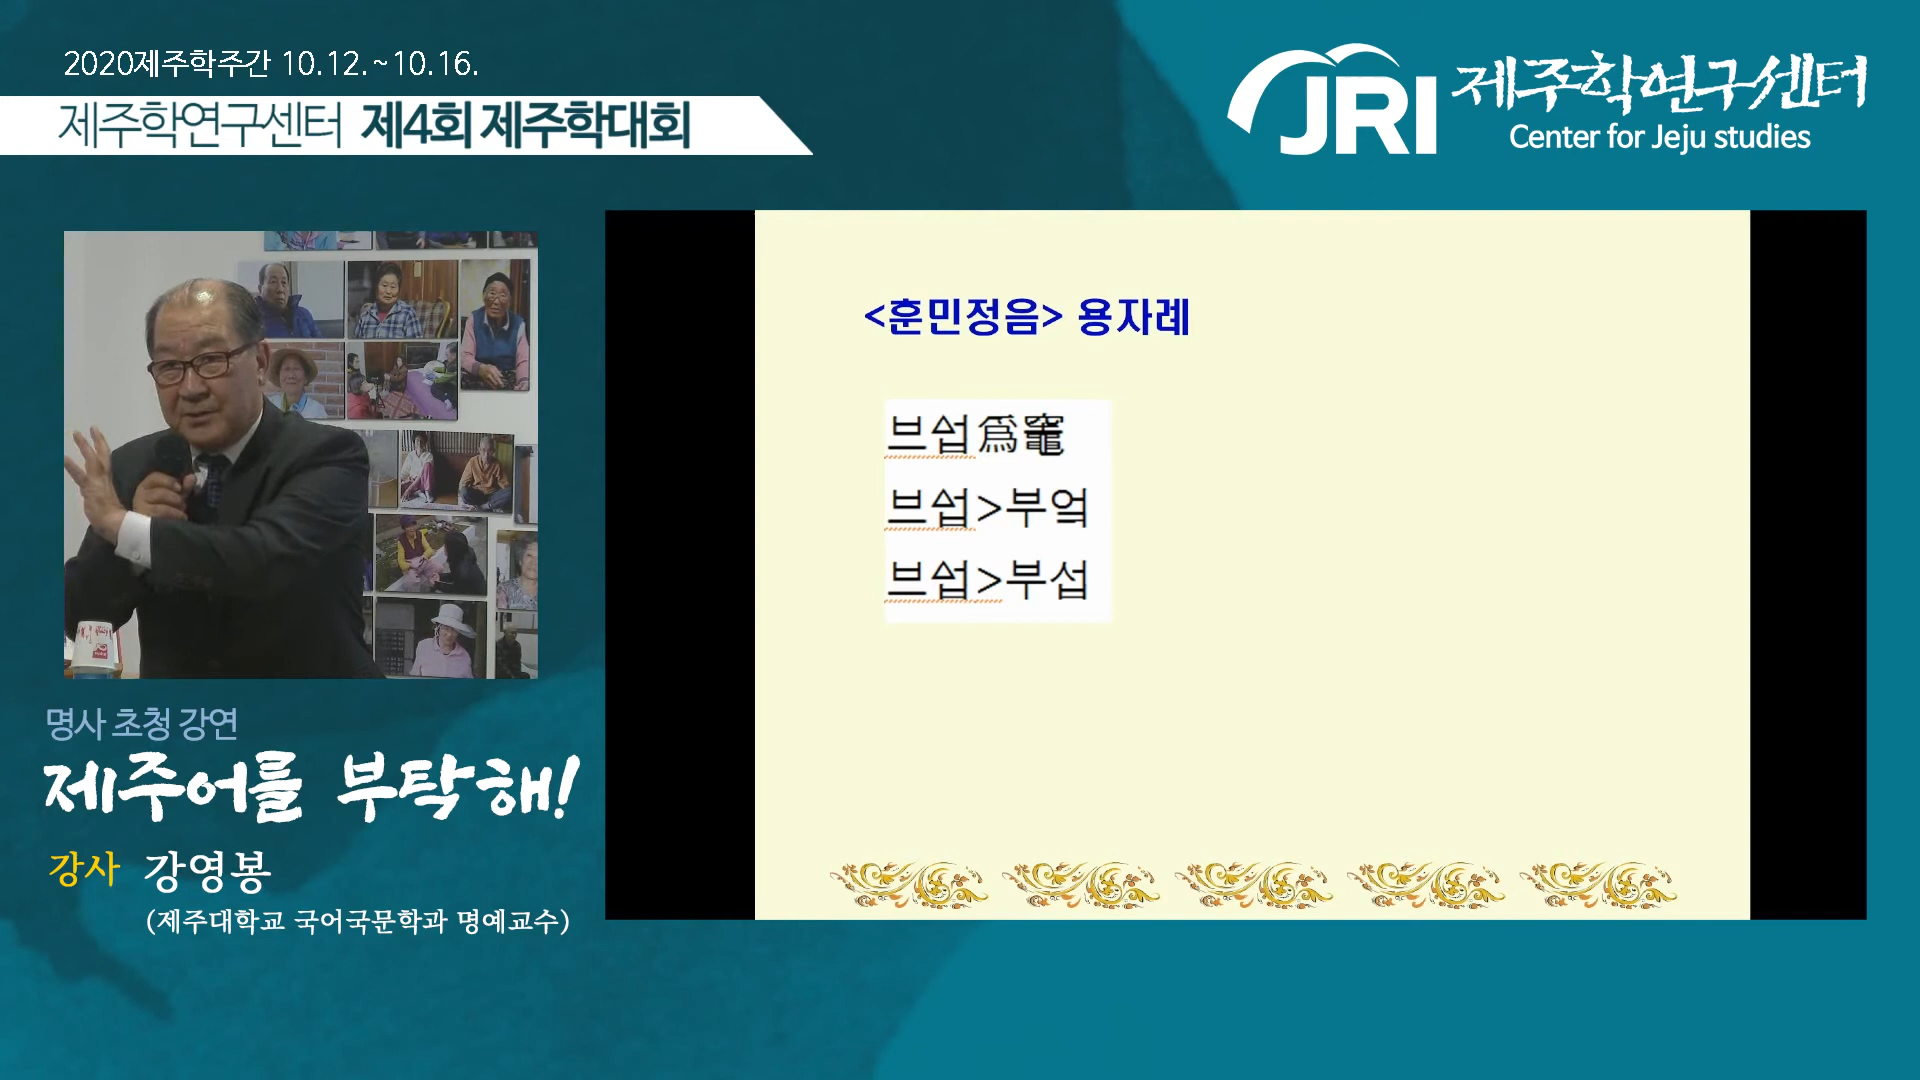 2020제주학주간 10.12.~10.16.
제주학연구센터 제4회 제주학대회
JRI 제주학연구센터
Center for Jeju studies
<훈민정음> 용자례
브ᅀᅥᆸ爲竈
브ᅀᅥᆸ>부엌
브ᅀᅥᆸ>부섭
명사 초청 강연
제주어를 부탁해!
강사 강영봉
(제주대학교 국어국문학과 명예교수)